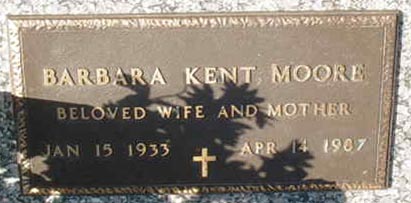 BARBARA KENT MOORE
BELOVED WIFE AND MOTHER
JAN 15 1933 APR 14 1987